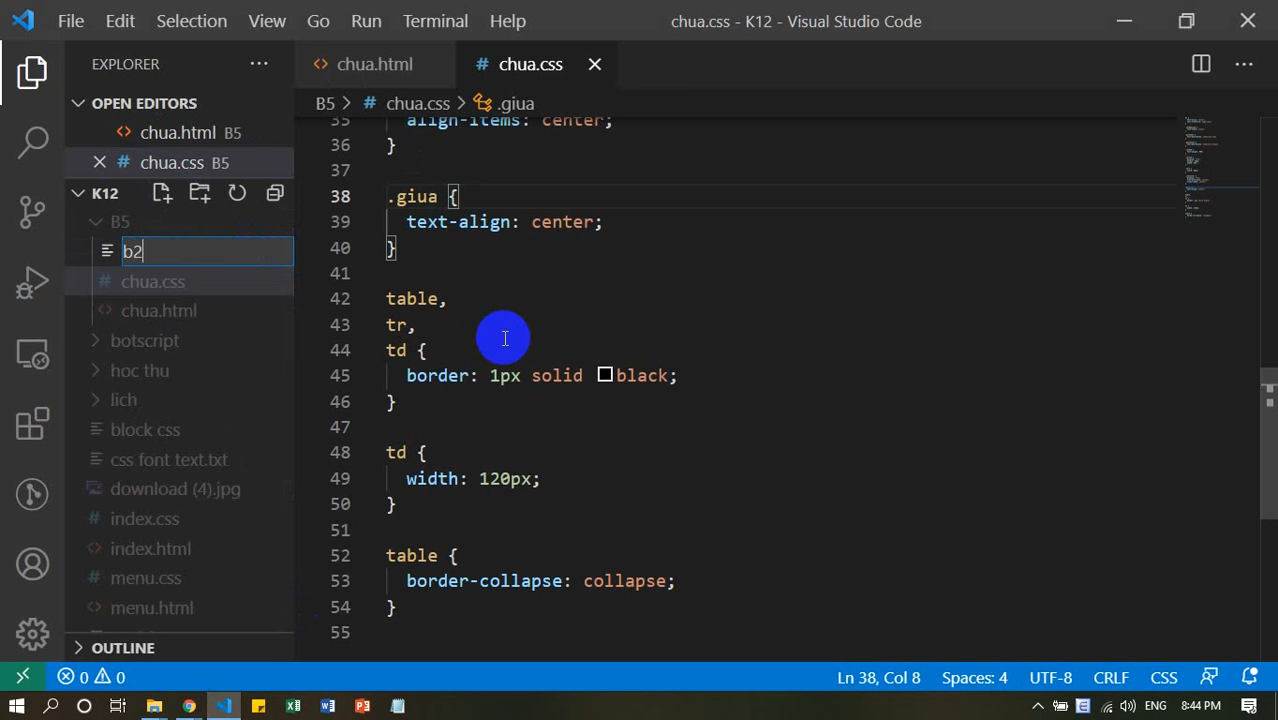 File Edit Selection View Go Run Terminal Help chua.css - K12 - Visual Studio Code
EXPLORER
chua.html
chua.css
OPEN EDITORS
chua.html B5
chua.css B5
K12
B5
b2
chua.css
chua.html
botscript
hoc thu
lich
block css
css font text.txt
download (4).jpg
index.css
index.html
menu.css
menu.html
OUTLINE
B5 > chua.css > .giua
35 align-items: center;
36 }
37
38 .giua {
39 text-align: center;
40 }
41
42 table,
43 tr,
44 td {
45 border: 1px solid black;
46 }
47
48 td {
49 width: 120px;
50 }
51
52 table {
53 border-collapse: collapse;
54 }
55
0 0 Ln 38, Col 8 Spaces: 4 UTF-8 CRLF CSS
ENG 8:44 PM